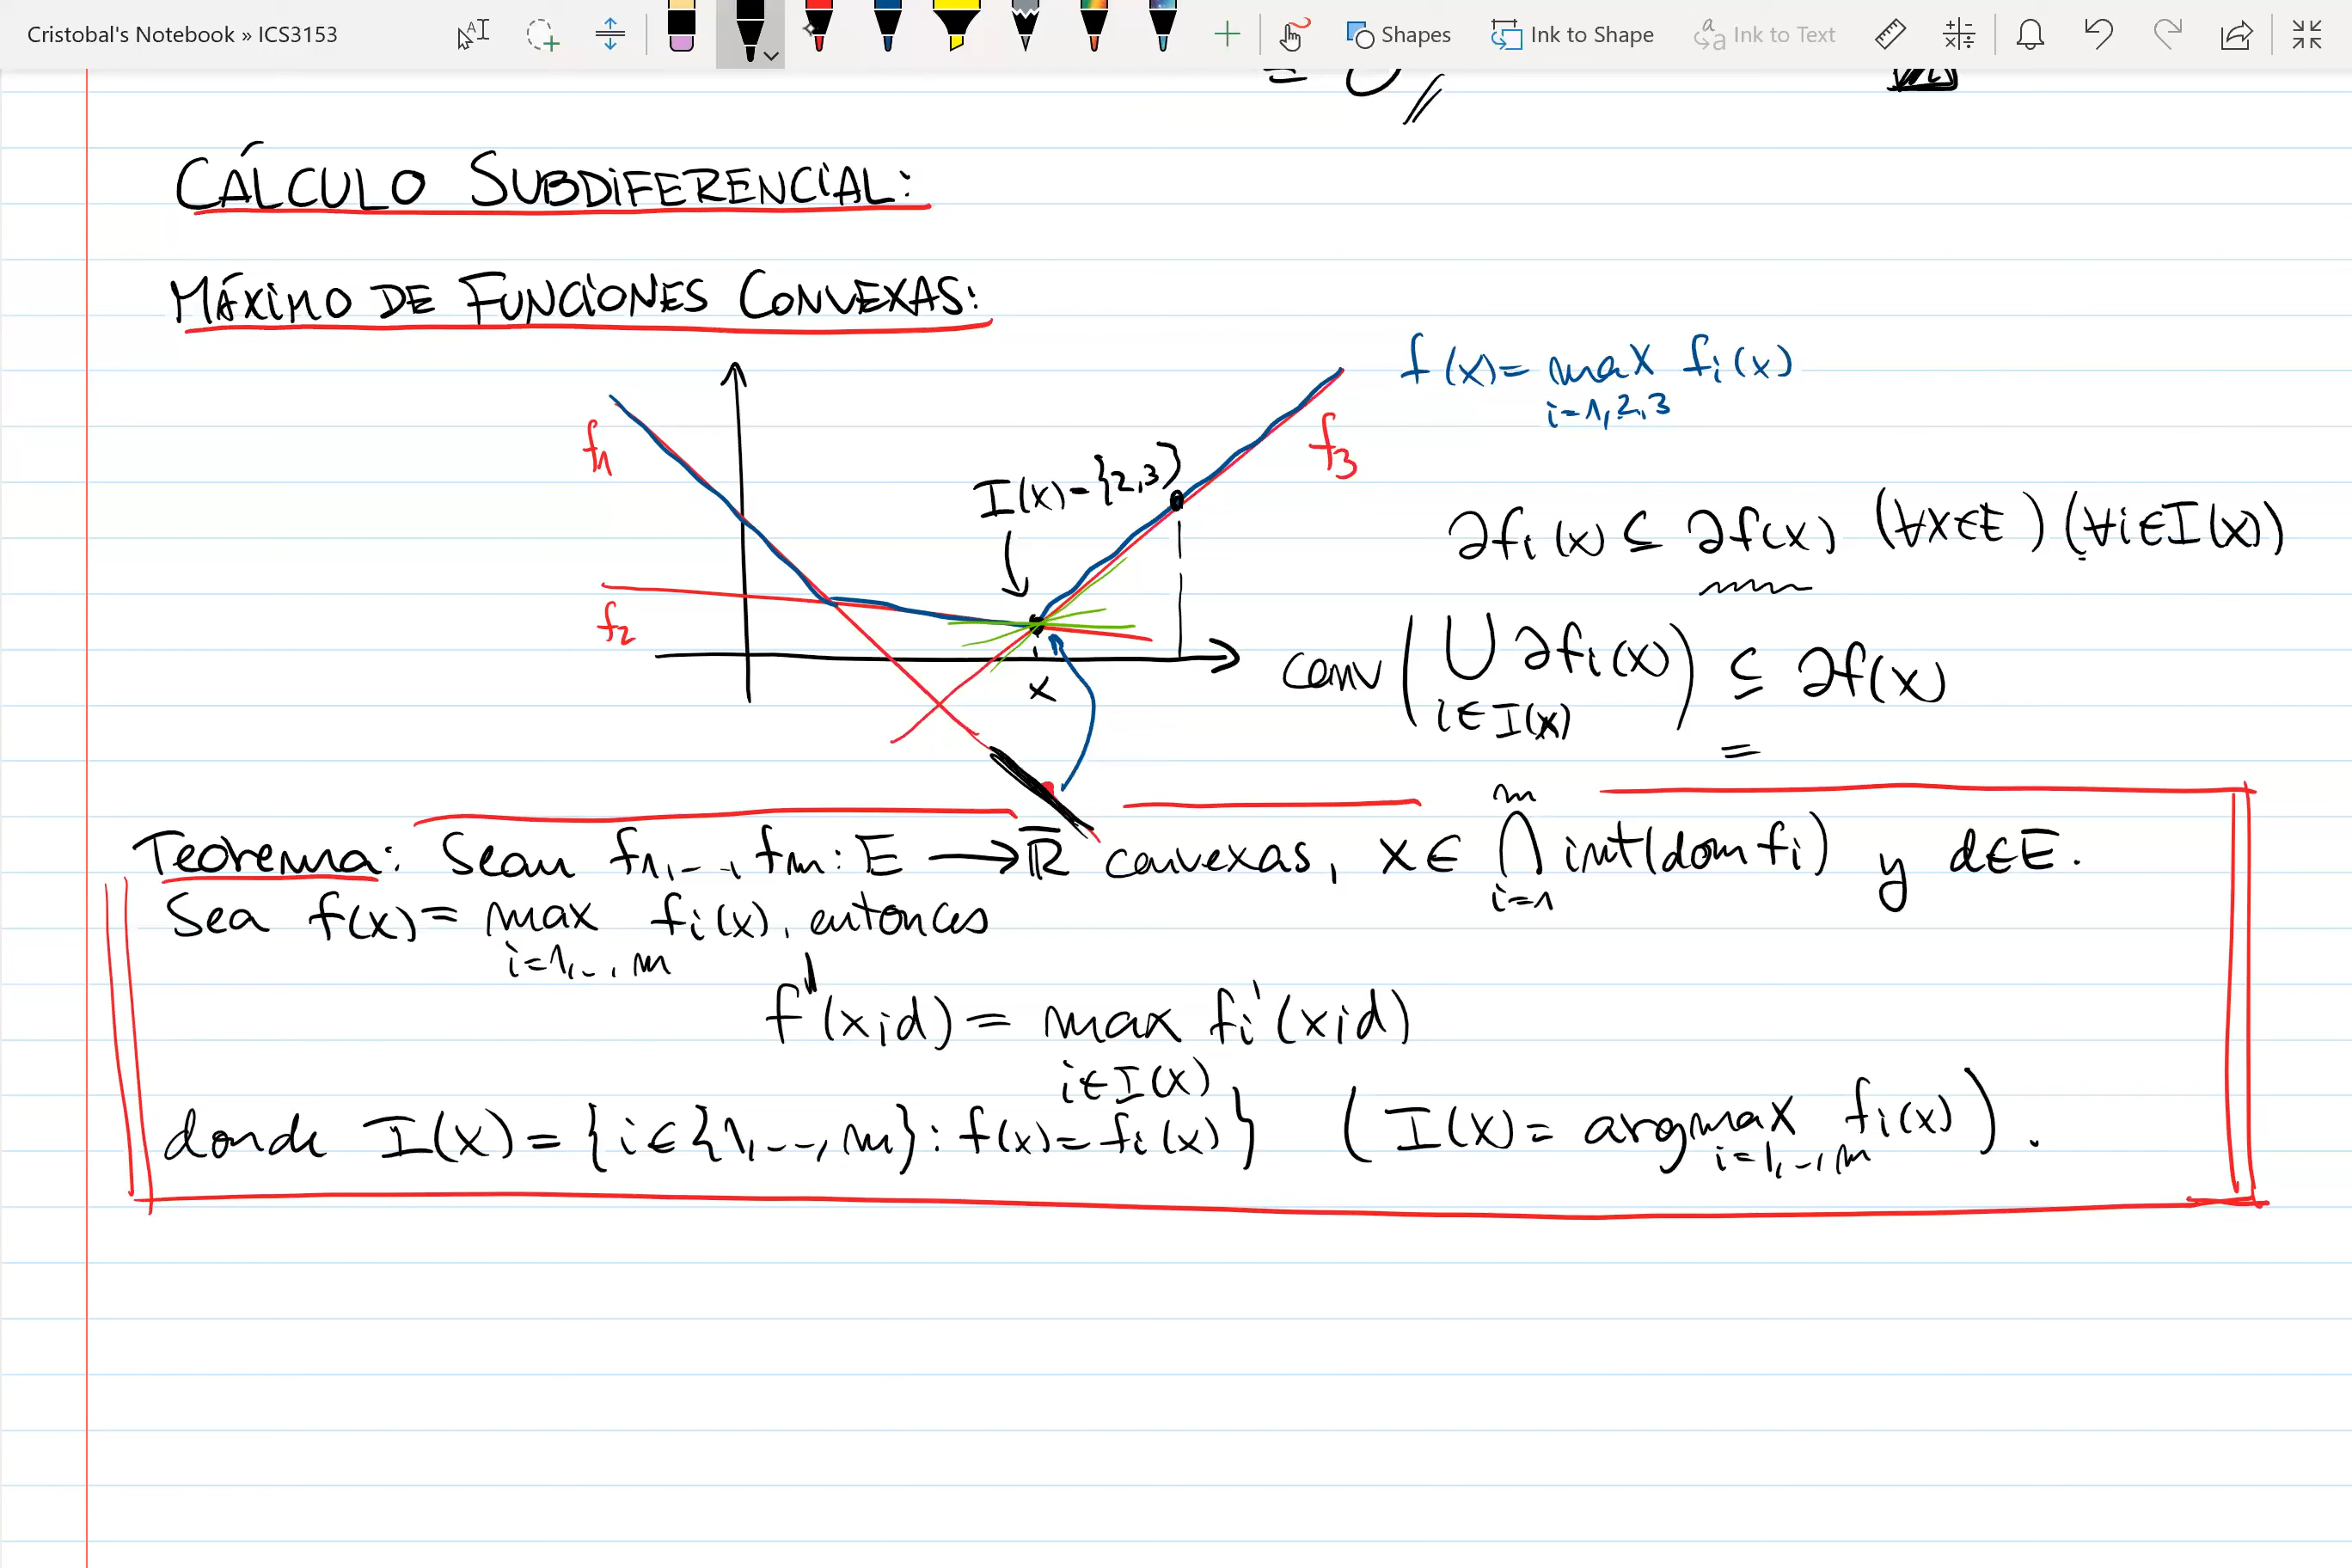 Cristobal's Notebook » ICS3153
Shapes
Ink to Shape
Ink to Text
CÁLCULO SUBDIFERENCIAL:
MÁXIMO DE FUNCIONES CONVEXAS:
f(x) = max fi(x)
i=1,2,3
f1
f3
I(x) = {2,3}
∂fi(x) ⊆ ∂f(x) (∀x∈E) (∀i∈I(x))
f2
x
conv ( ⋃ ∂fi(x) ) ⊆ ∂f(x)
i∈I(x)
=
Teorema: Sean f1,..,fm: E ⟶ R̄ convexas, x ∈ ⋂_{i=1}^{m} int(dom fi) y d∈E.
Sea f(x) = max fi(x), entonces
i=1,..,m
f'(x;d) = max fi'(x;d)
i∈I(x)
donde I(x) = {i∈{1,..,m}: f(x) = fi(x)} (I(x) = argmax fi(x)).
i=1,..,m